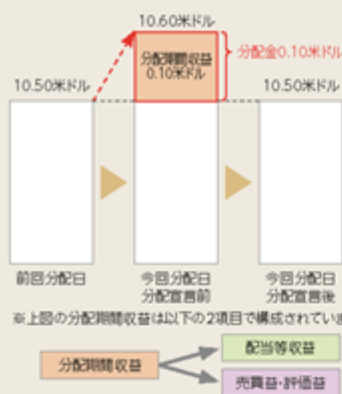 10.60米ドル
分配期間収益
0.10米ドル
分配金0.10米ドル
10.50米ドル
10.50米ドル
前回分配日
今回分配日
分配宣言前
今回分配日
分配宣言後
※上図の分配期間収益は以下の2項目で構成されていま
分配期間収益
配当等収益
売買益・評価益